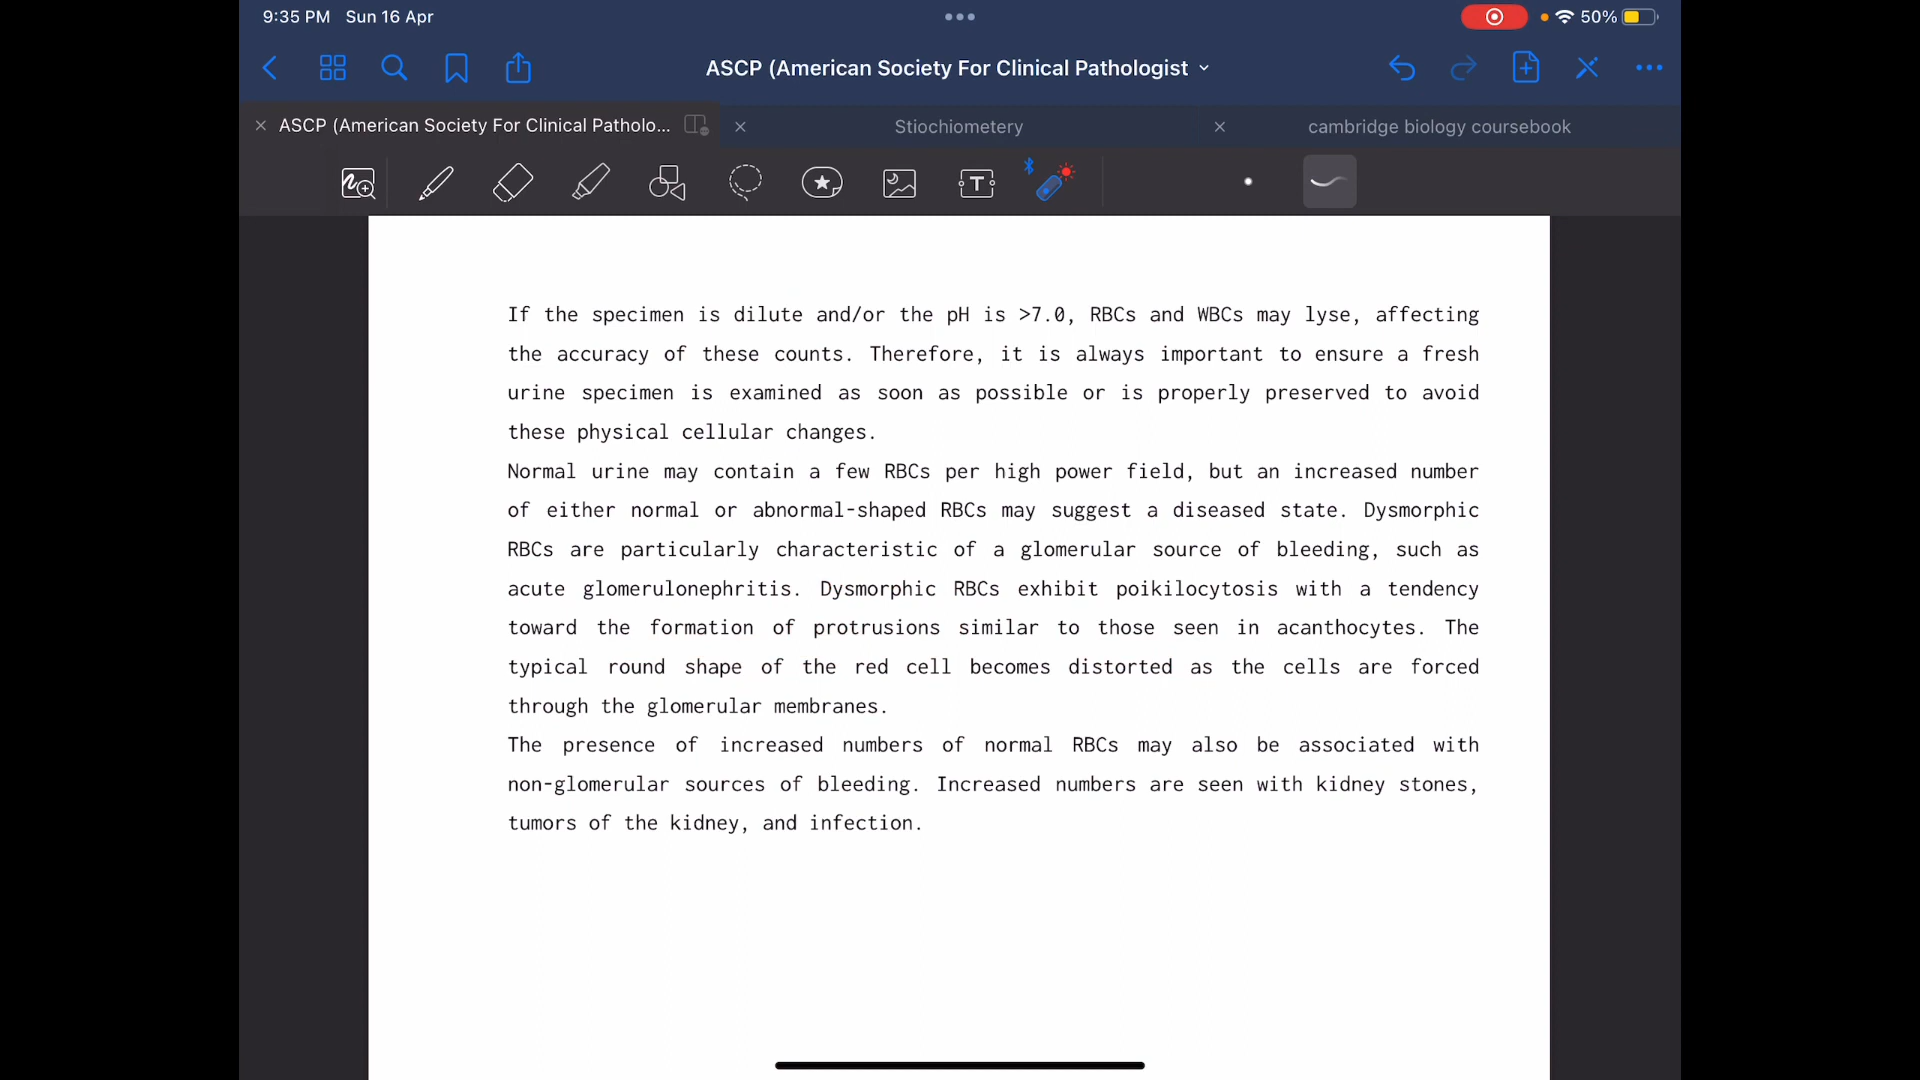 9:35 PM Sun 16 Apr
50%
ASCP (American Society For Clinical Pathologist
ASCP (American Society For Clinical Patholo...
Stiochiometery
cambridge biology coursebook
T
If the specimen is dilute and/or the pH is >7.0, RBCs and WBCs may lyse, affecting
the accuracy of these counts. Therefore, it is always important to ensure a fresh
urine specimen is examined as soon as possible or is properly preserved to avoid
these physical cellular changes.
Normal urine may contain a few RBCs per high power field, but an increased number
of either normal or abnormal-shaped RBCs may suggest a diseased state. Dysmorphic
RBCs are particularly characteristic of a glomerular source of bleeding, such as
acute glomerulonephritis. Dysmorphic RBCs exhibit poikilocytosis with a tendency
toward the formation of protrusions similar to those seen in acanthocytes. The
typical round shape of the red cell becomes distorted as the cells are forced
through the glomerular membranes.
The presence of increased numbers of normal RBCs may also be associated with
non-glomerular sources of bleeding. Increased numbers are seen with kidney stones,
tumors of the kidney, and infection.